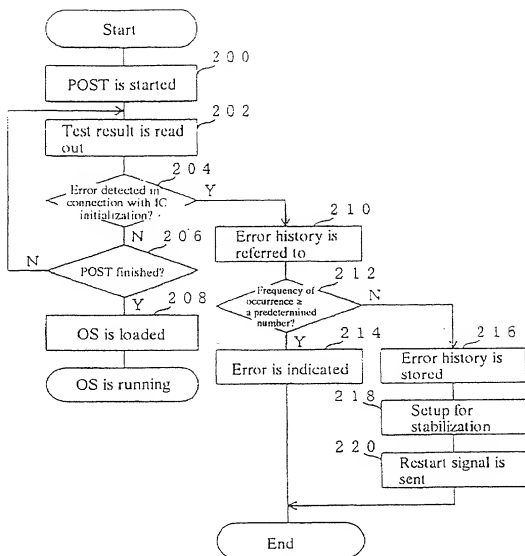 Start
200
POST is started
202
Test result is read
out
204
Error detected in
connection with IC
initialization?
Y
N
206
POST finished?
N
Y
208
OS is loaded
OS is running
210
Error history is
referred to
212
Frequency of
occurrence ≥
a predetermined
number?
N
Y
214
Error is indicated
216
Error history is
stored
218
Setup for
stabilization
220
Restart signal is
sent
End